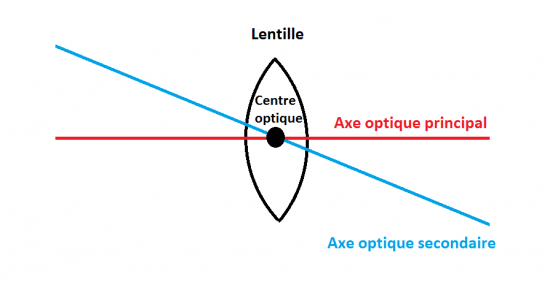 Lentille
Centre
optique
Axe optique principal
Axe optique secondaire